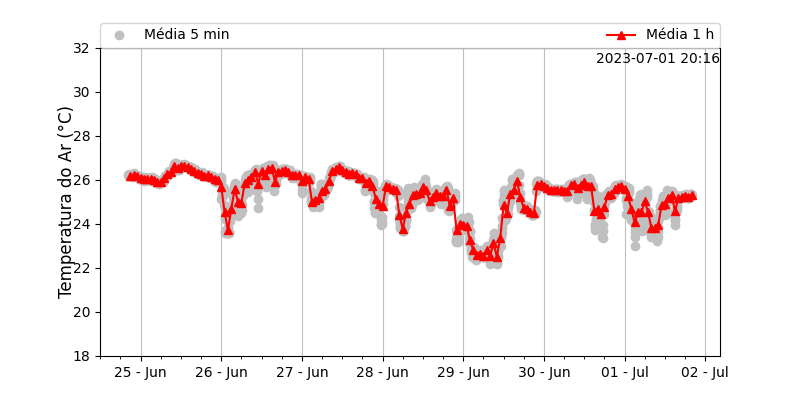 Média 5 min
Média 1 h
2023-07-01 20:16
Temperatura do Ar (°C)
32
30
28
26
24
22
20
18
25 - Jun
26 - Jun
27 - Jun
28 - Jun
29 - Jun
30 - Jun
01 - Jul
02 - Jul